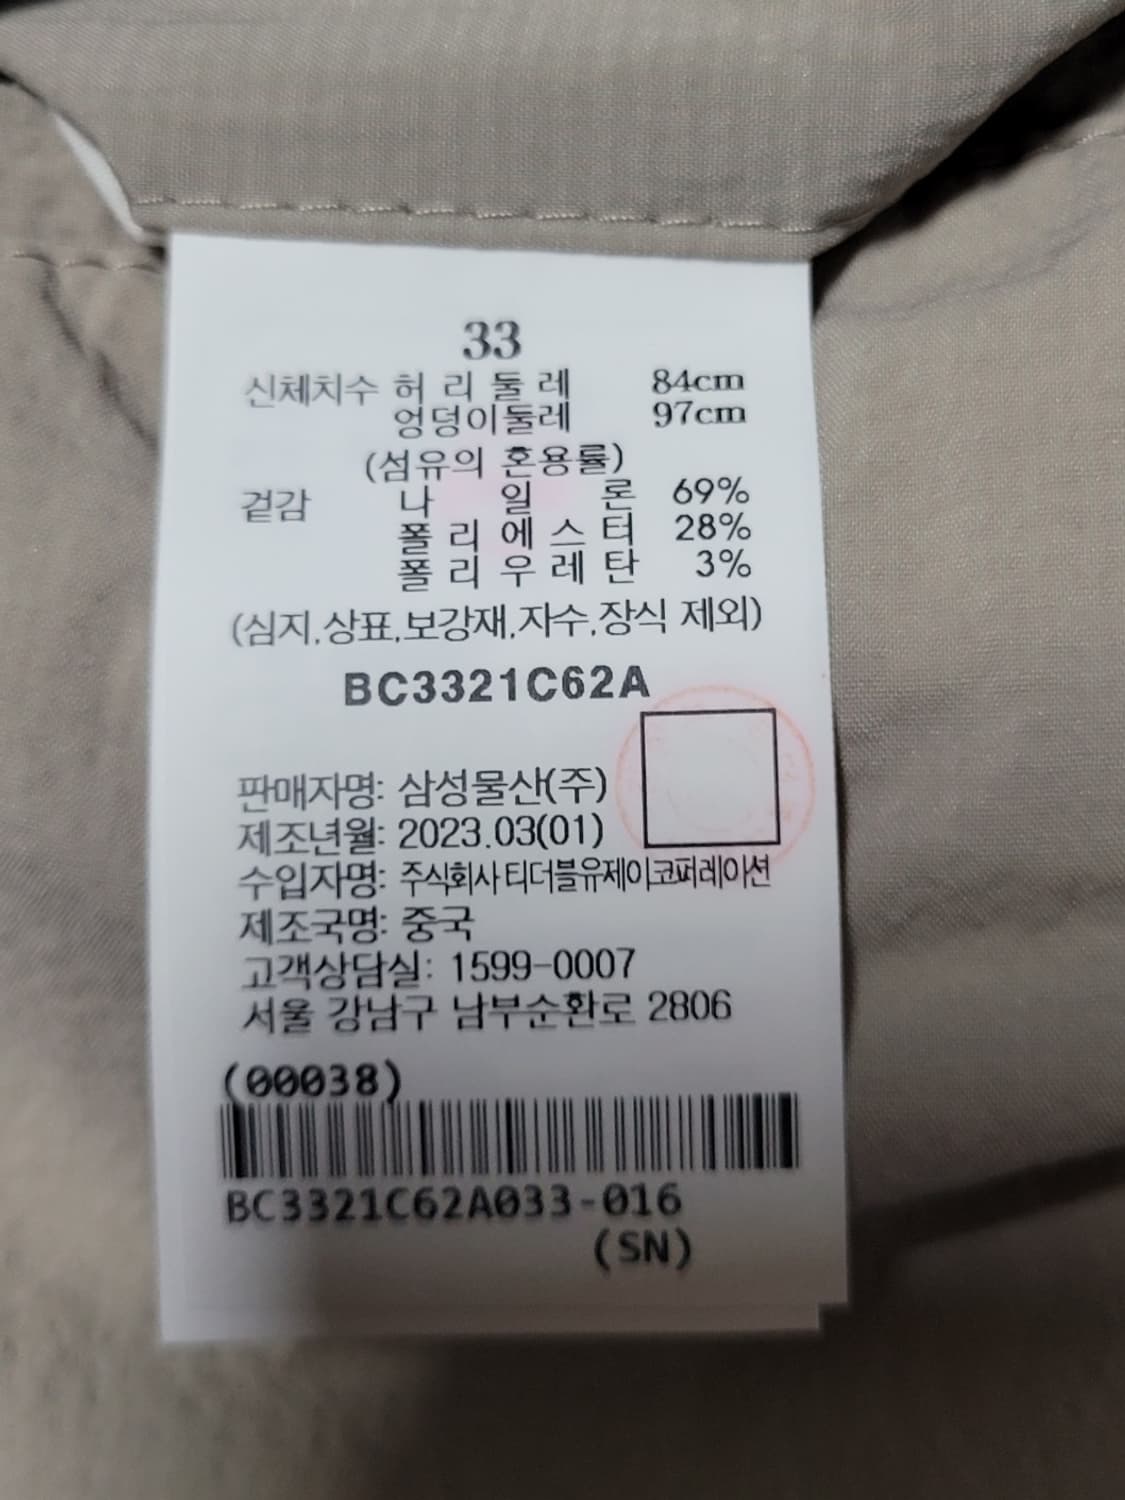 33
신체치수 허 리 둘 레 84cm
엉덩이둘레 97cm
(섬유의 혼용률)
겉감 나 일 론 69%
폴 리 에 스 터 28%
폴 리 우 레 탄 3%
(심지,상표,보강재,자수,장식 제외)
BC3321C62A
판매자명: 삼성물산(주)
제조년월: 2023.03(01)
수입자명: 주식회사 티더블유제이코퍼레이션
제조국명: 중국
고객상담실: 1599-0007
서울 강남구 남부순환로 2806
(00038)
BC3321C62A033-016
(SN)